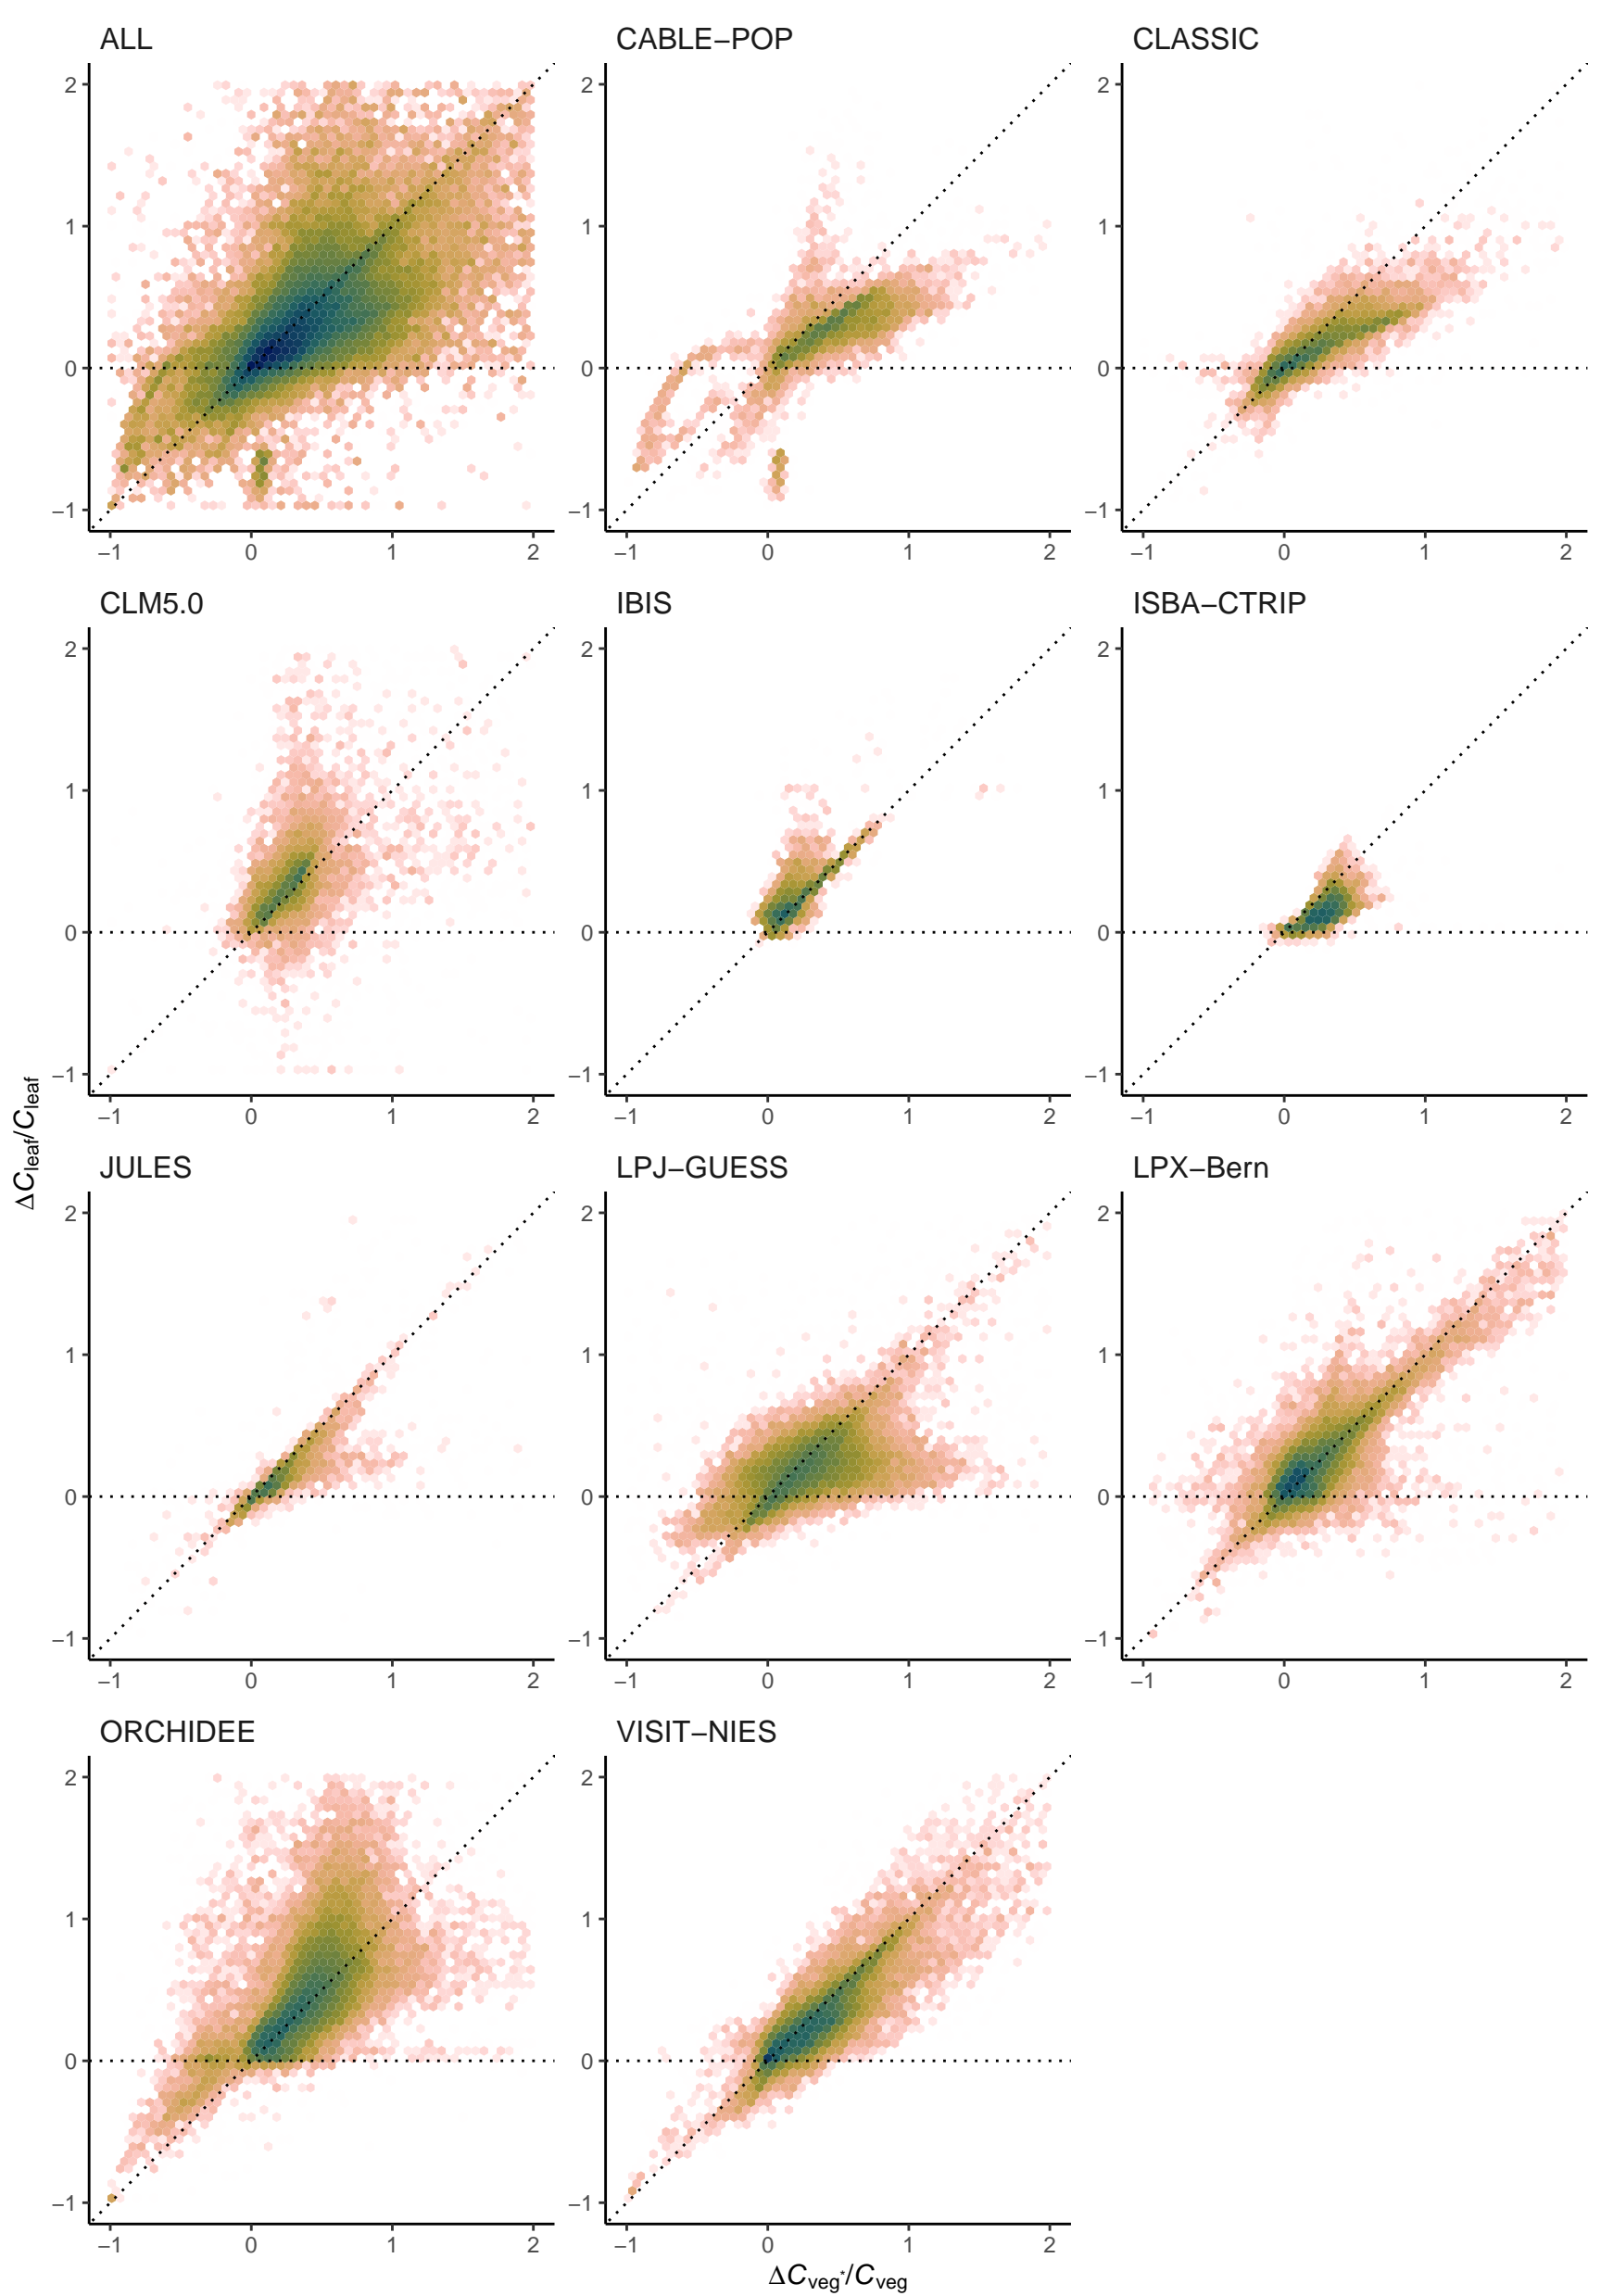 ALL CABLE−POP CLASSIC
2 2 2
1 1 1
0 0 0
−1 −1 −1
−1 0 1 2 −1 0 1 2 −1 0 1 2
CLM5.0 IBIS ISBA−CTRIP
2 2 2
1 1 1
0 0 0
−1 −1 −1
−1 0 1 2 −1 0 1 2 −1 0 1 2
ΔCleaf/Cleaf
JULES LPJ−GUESS LPX−Bern
2 2 2
1 1 1
0 0 0
−1 −1 −1
−1 0 1 2 −1 0 1 2 −1 0 1 2
ORCHIDEE VISIT−NIES
2 2
1 1
0 0
−1 −1
−1 0 1 2 −1 0 1 2
ΔCveg*/Cveg